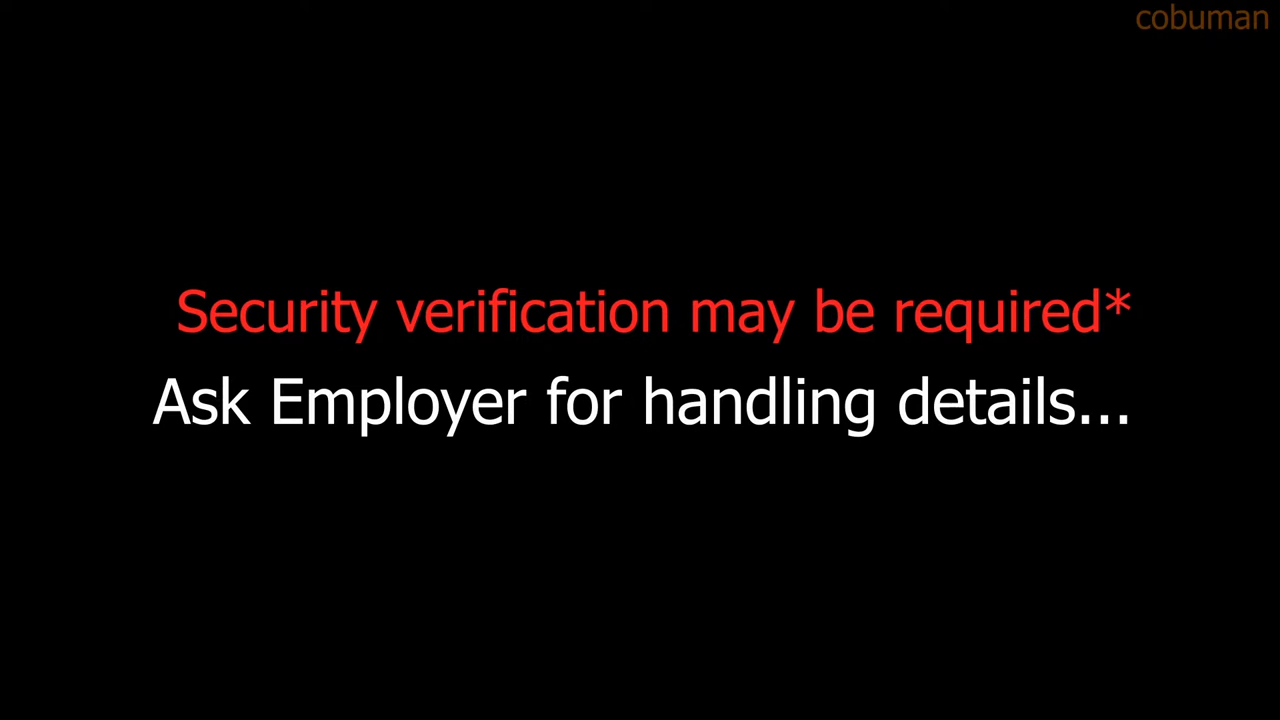 cobuman
Security verification may be required*
Ask Employer for handling details...